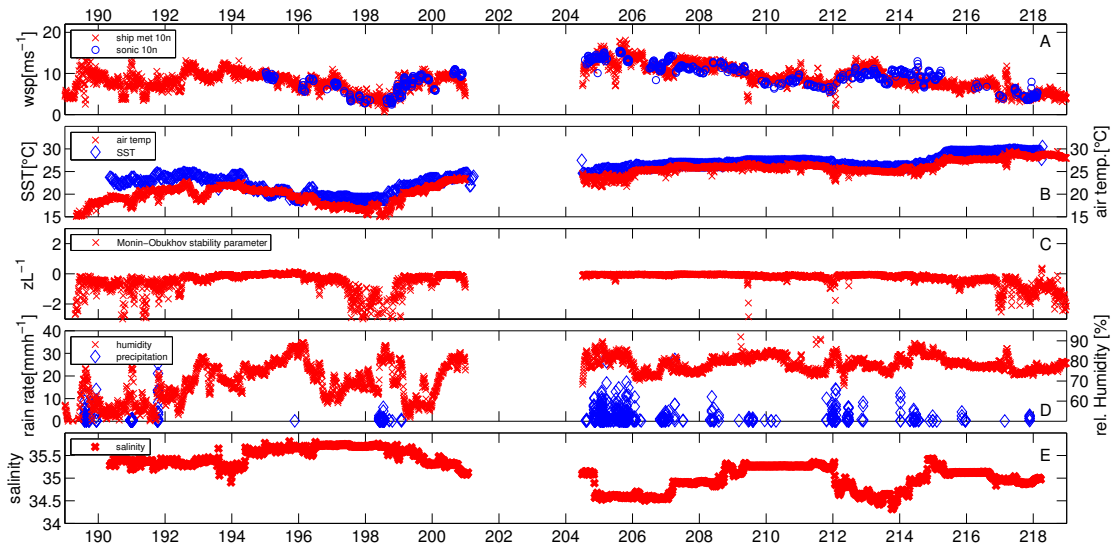 190 192 194 196 198 200 202 204 206 208 210 212 214 216 218
20
10
0
wsp[ms⁻¹]
ship met 10n
sonic 10n
A
35
30
25
20
15
SST[°C]
air temp
SST
30
25
20
15
air temp.[°C]
B
2
0
−2
zL⁻¹
Monin−Obukhov stability parameter
C
40
30
20
10
0
rain rate[mmh⁻¹]
humidity
precipitation
90
80
70
60
rel. Humidity [%]
D
35.5
35
34.5
34
salinity
salinity
E
190 192 194 196 198 200 202 204 206 208 210 212 214 216 218